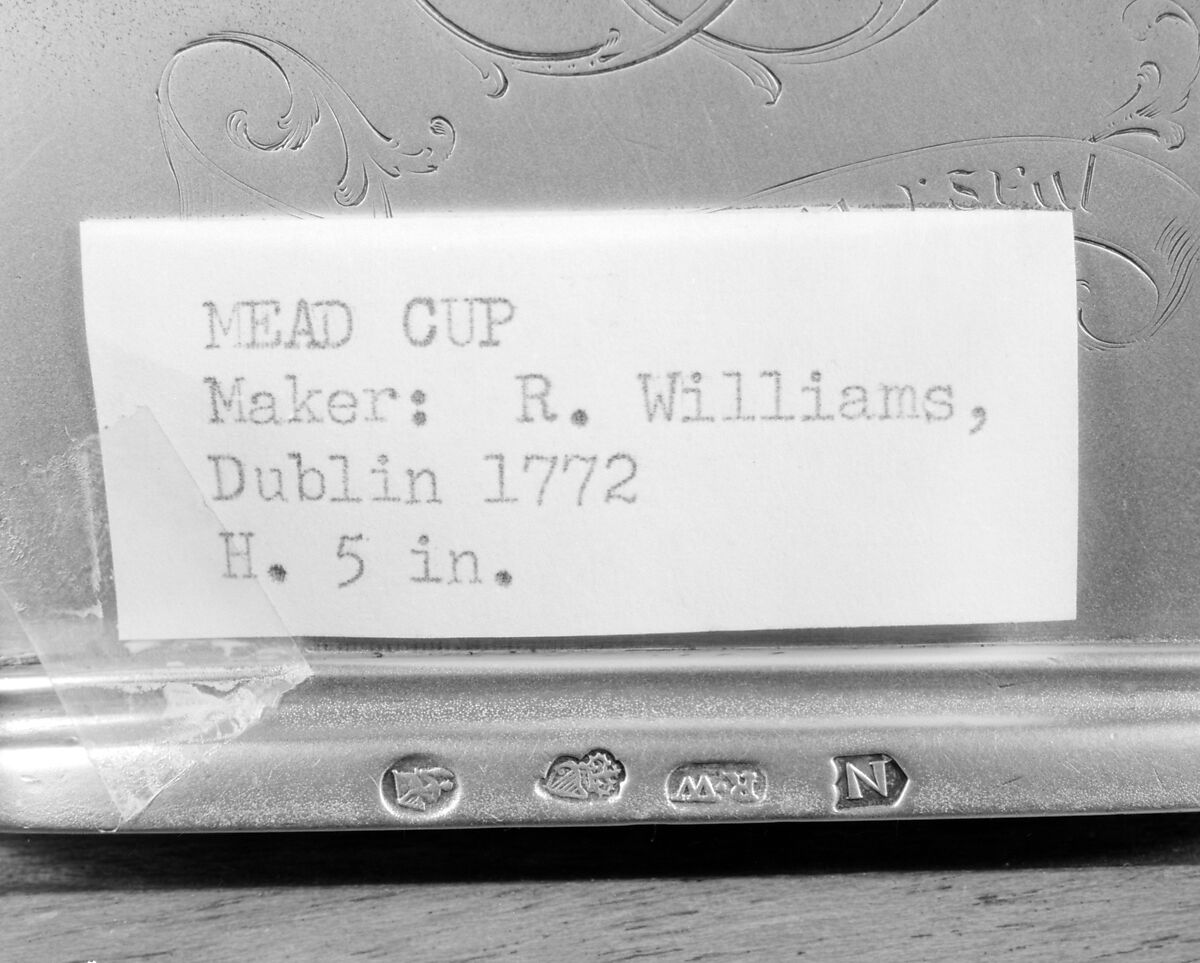 MEAD CUP
Maker: R. Williams,
Dublin 1772
H. 5 in.
R·W N